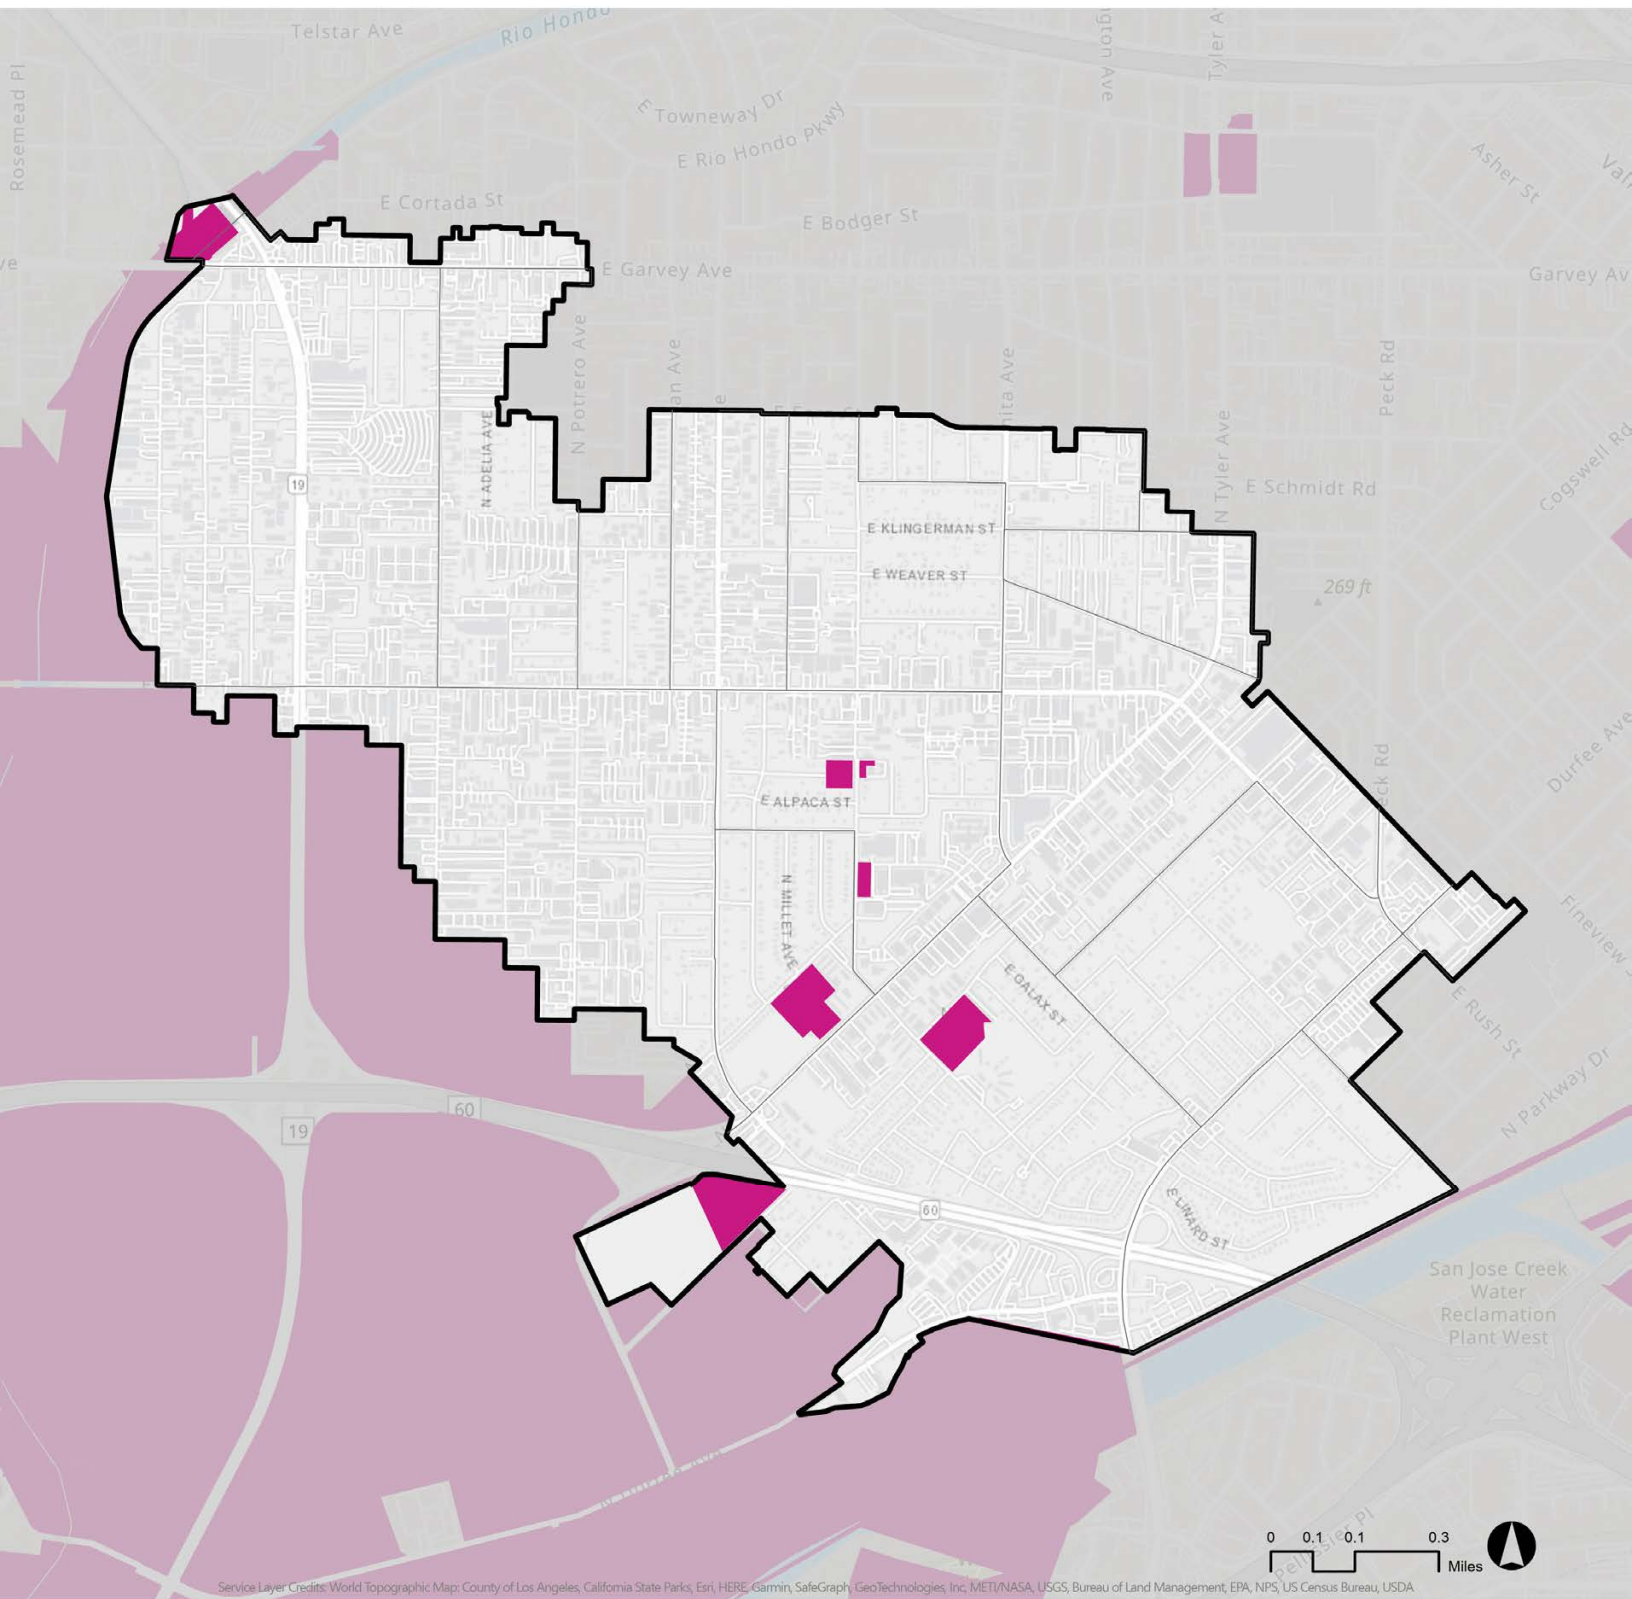 Telstar Ave
Rio Hondo
Rosemead Pl
E Towneway Dr
E Rio Hondo Pkwy
Asher St
E Cortada St
E Bodger St
E Garvey Ave
Garvey Av
N Potrero Ave
Peck Rd
Cogswell Rd
N ADELIA AVE
19
N Tyler Ave
E Schmidt Rd
E KLINGERMAN ST
E WEAVER ST
269 ft
Durfee Ave
E ALPACA ST
N MILLET AVE
E GALAX ST
E Rush St
N Parkway Dr
60
19
60
E LINARD ST
San Jose Creek
Water
Reclamation
Plant West
0 0.1 0.1 0.3
Miles
Service Layer Credits: World Topographic Map: County of Los Angeles, California State Parks, Esri, HERE, Garmin, SafeGraph, GeoTechnologies, Inc, METI/NASA, USGS, Bureau of Land Management, EPA, NPS, US Census Bureau, USDA